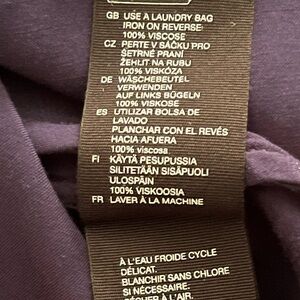 GB USE A LAUNDRY BAG
IRON ON REVERSE
100% VISCOSE
CZ PERTE V SÁČKU PRO
ŠETRNÉ PRANÍ
ŽEHLIT NA RUBU
100% VISKÓZA
DE WÄSCHEBEUTEL
VERWENDEN
AUF LINKS BÜGELN
100% VISKOSE
ES UTILIZAR BOLSA DE
LAVADO
PLANCHAR CON EL REVÉS
HACIA AFUERA
100% viscosa
FI KÄYTÄ PESUPUSSIA
SILITETÄÄN SISÄPUOLI
ULOSPÄIN
100% VISKOOSIA
FR LAVER À LA MACHINE
À L'EAU FROIDE CYCLE
DÉLICAT.
BLANCHIR SANS CHLORE
SI NÉCESSAIRE.
SÉCHER À L'AIR.